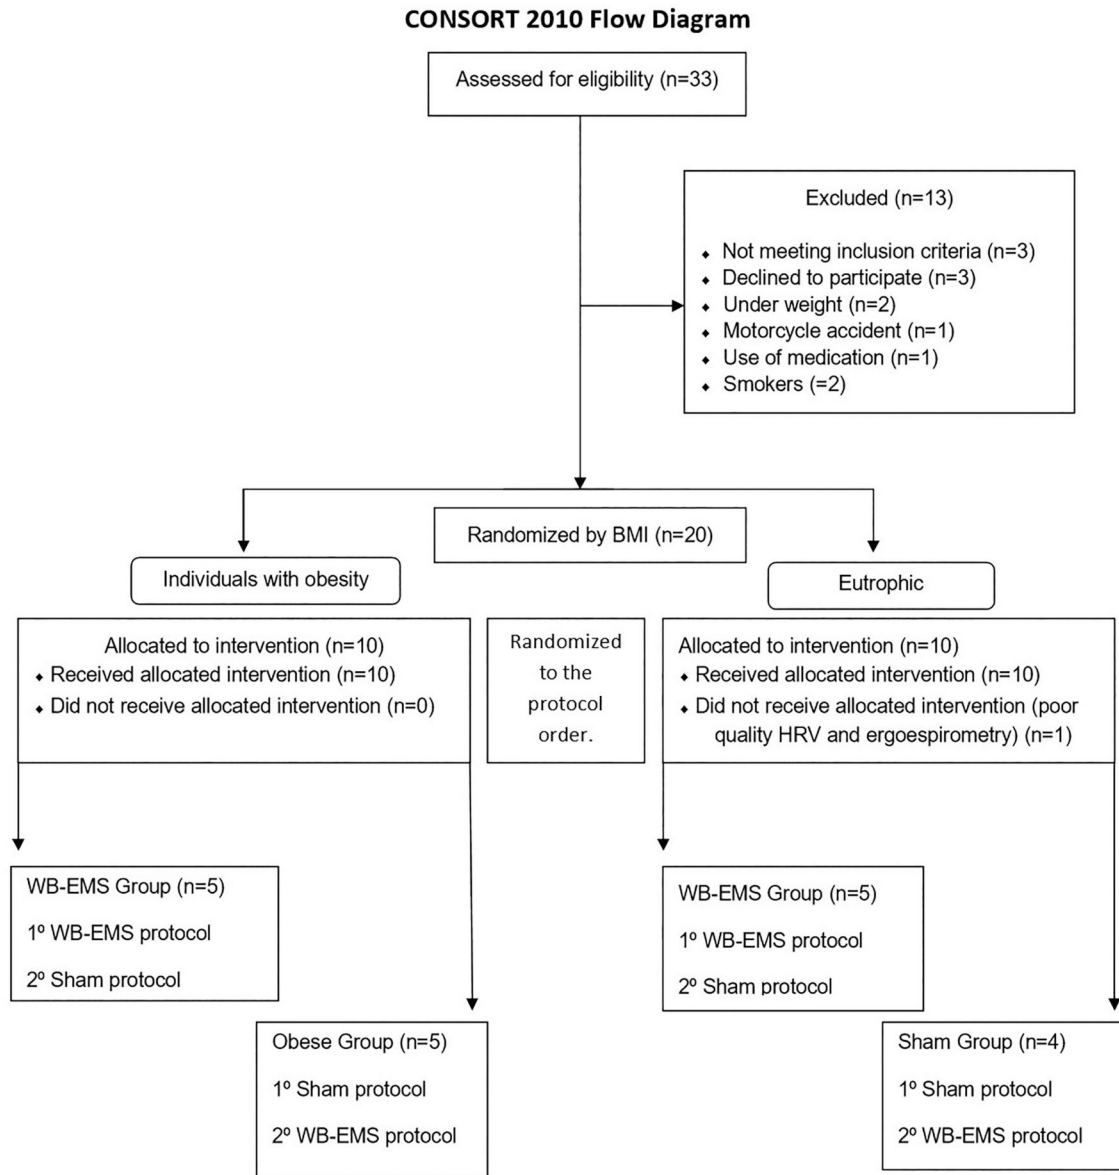 CONSORT 2010 Flow Diagram
Assessed for eligibility (n=33)
Excluded (n=13)
⬥ Not meeting inclusion criteria (n=3)
⬥ Declined to participate (n=3)
⬥ Under weight (n=2)
⬥ Motorcycle accident (n=1)
⬥ Use of medication (n=1)
⬥ Smokers (=2)
Randomized by BMI (n=20)
Individuals with obesity
Eutrophic
Allocated to intervention (n=10)
⬥ Received allocated intervention (n=10)
⬥ Did not receive allocated intervention (n=0)
Randomized
to the
protocol
order.
Allocated to intervention (n=10)
⬥ Received allocated intervention (n=10)
⬥ Did not receive allocated intervention (poor
quality HRV and ergoespirometry) (n=1)
WB-EMS Group (n=5)
1º WB-EMS protocol
2º Sham protocol
WB-EMS Group (n=5)
1º WB-EMS protocol
2º Sham protocol
Obese Group (n=5)
1º Sham protocol
2º WB-EMS protocol
Sham Group (n=4)
1º Sham protocol
2º WB-EMS protocol